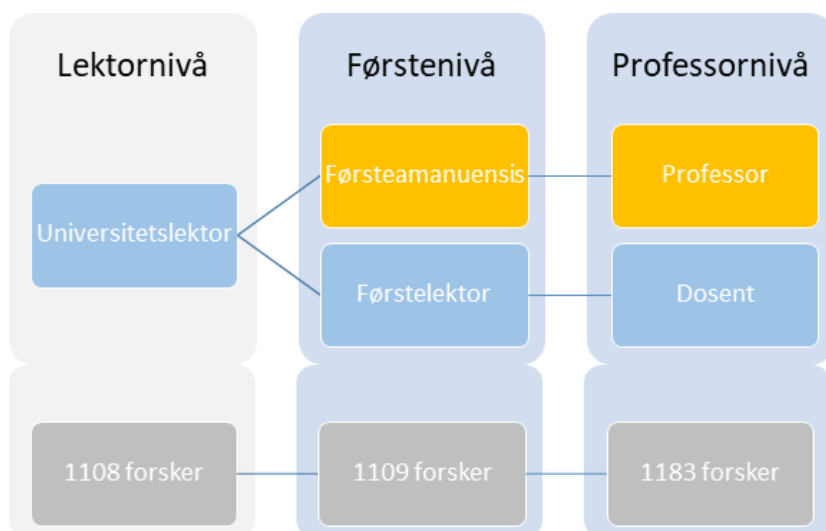 Lektornivå
Førstenivå
Professornivå
Universitetslektor
Førsteamanuensis
Professor
Førstelektor
Dosent
1108 forsker
1109 forsker
1183 forsker